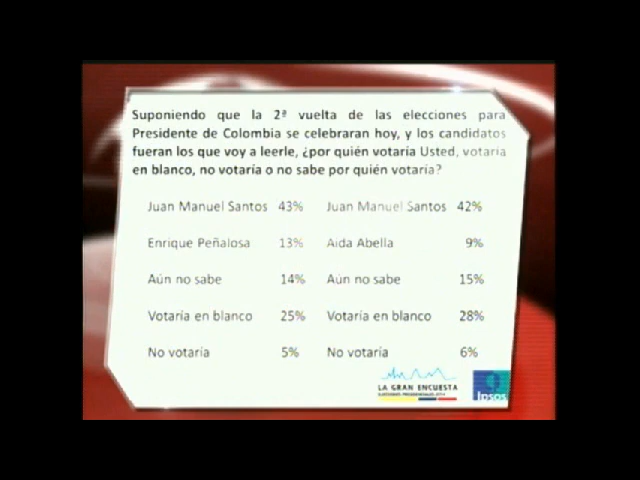 Suponiendo que la 2ª vuelta de las elecciones para
Presidente de Colombia se celebraran hoy, y los candidatos
fueran los que voy a leerle, ¿por quién votaría Usted, votaría
en blanco, no votaría o no sabe por quién votaría?
Juan Manuel Santos 43% Juan Manuel Santos 42%
Enrique Peñalosa 13% Aida Abella 9%
Aún no sabe 14% Aún no sabe 15%
Votaría en blanco 25% Votaría en blanco 28%
No votaría 5% No votaría 6%
LA GRAN ENCUESTA
ELECCIONES PRESIDENCIALES 2014
Ipsos